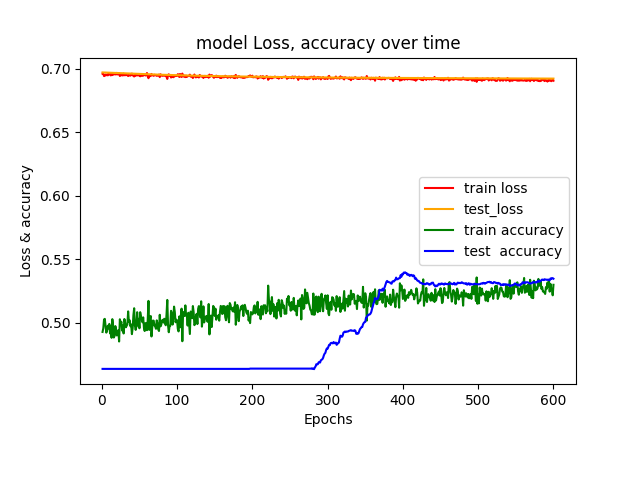 model Loss, accuracy over time
0.70
0.65
0.60
0.55
0.50
Loss & accuracy
train loss
test_loss
train accuracy
test  accuracy
0
100
200
300
400
500
600
Epochs